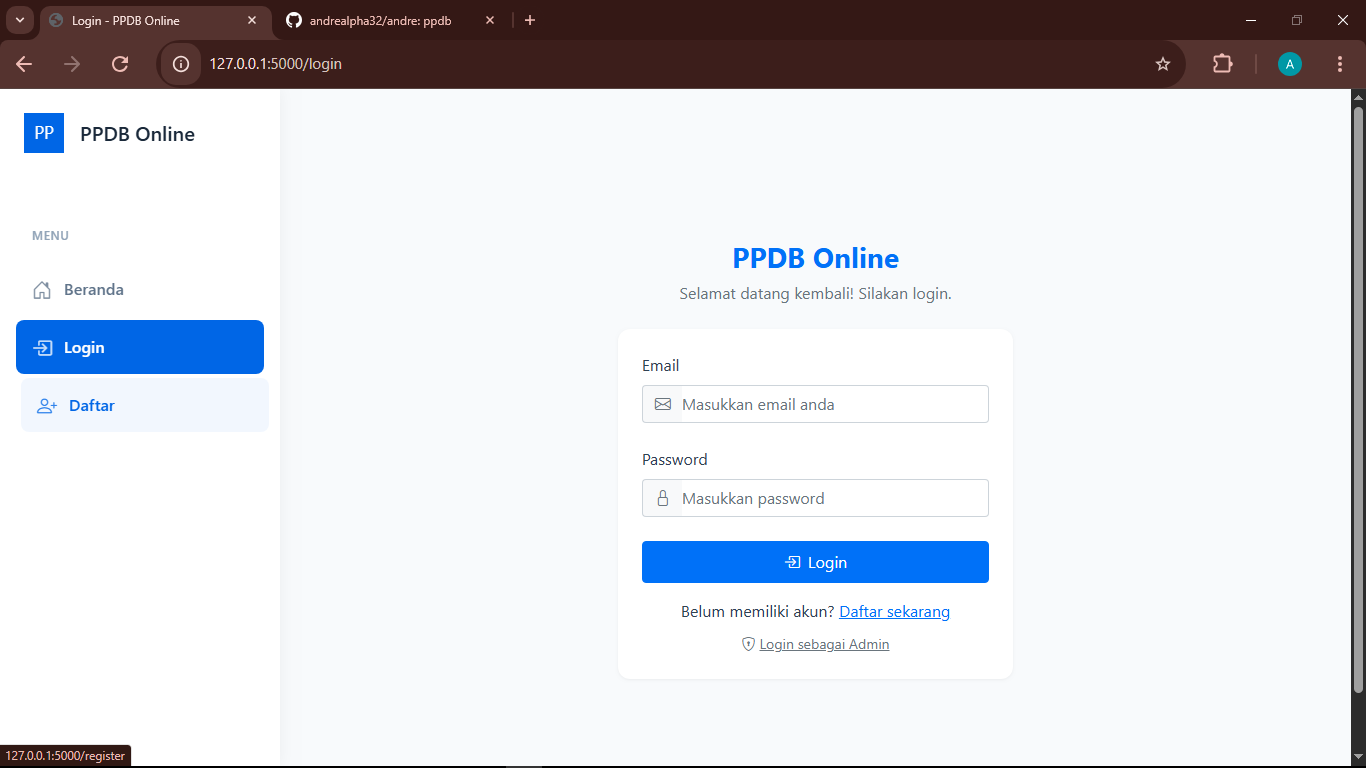 Login - PPDB Online
andrealpha32/andre: ppdb
127.0.0.1:5000/login
A
PP
PPDB Online
MENU
Beranda
Login
Daftar
PPDB Online
Selamat datang kembali! Silakan login.
Email
Masukkan email anda
Password
Masukkan password
Login
Belum memiliki akun? Daftar sekarang
Login sebagai Admin
127.0.0.1:5000/register